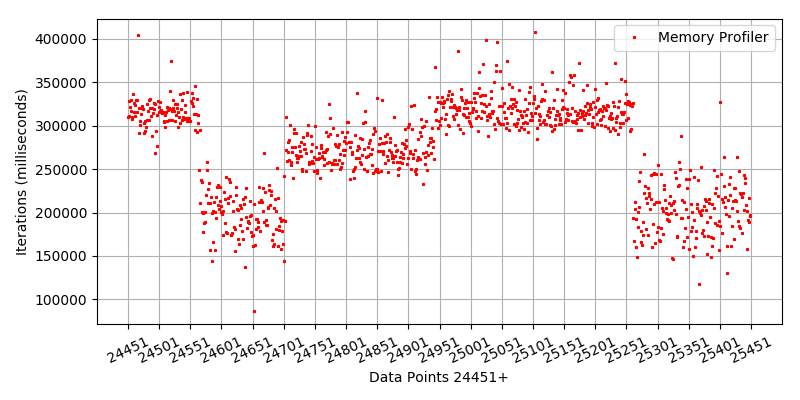 Memory Profiler
Iterations (milliseconds)
400000
350000
300000
250000
200000
150000
100000
24451 24501 24551 24601 24651 24701 24751 24801 24851 24901 24951 25001 25051 25101 25151 25201 25251 25301 25351 25401 25451
Data Points 24451+